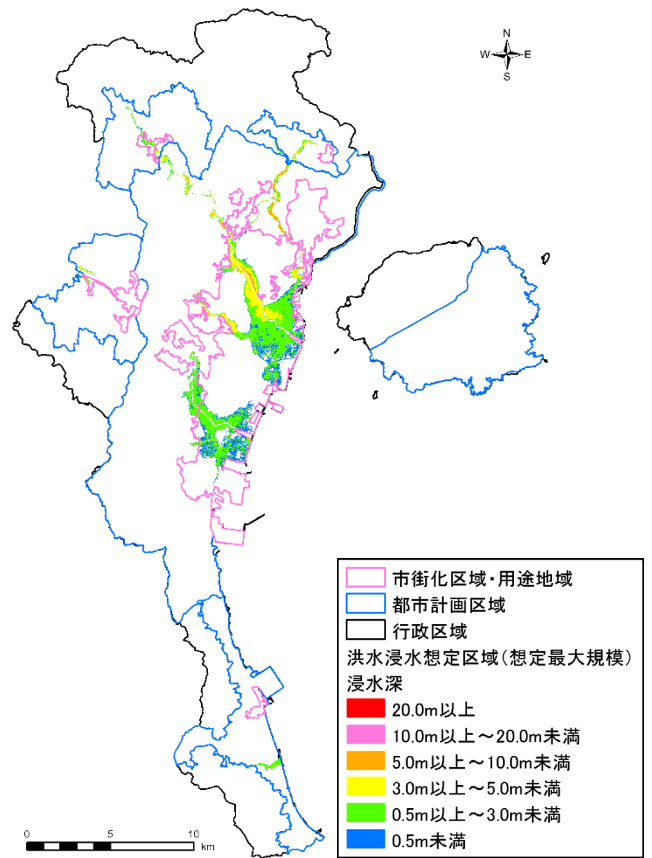 N
W E
S
市街化区域・用途地域
都市計画区域
行政区域
洪水浸水想定区域(想定最大規模)
浸水深
20.0m以上
10.0m以上～20.0m未満
5.0m以上～10.0m未満
3.0m以上～5.0m未満
0.5m以上～3.0m未満
0.5m未満
0 5 10
km